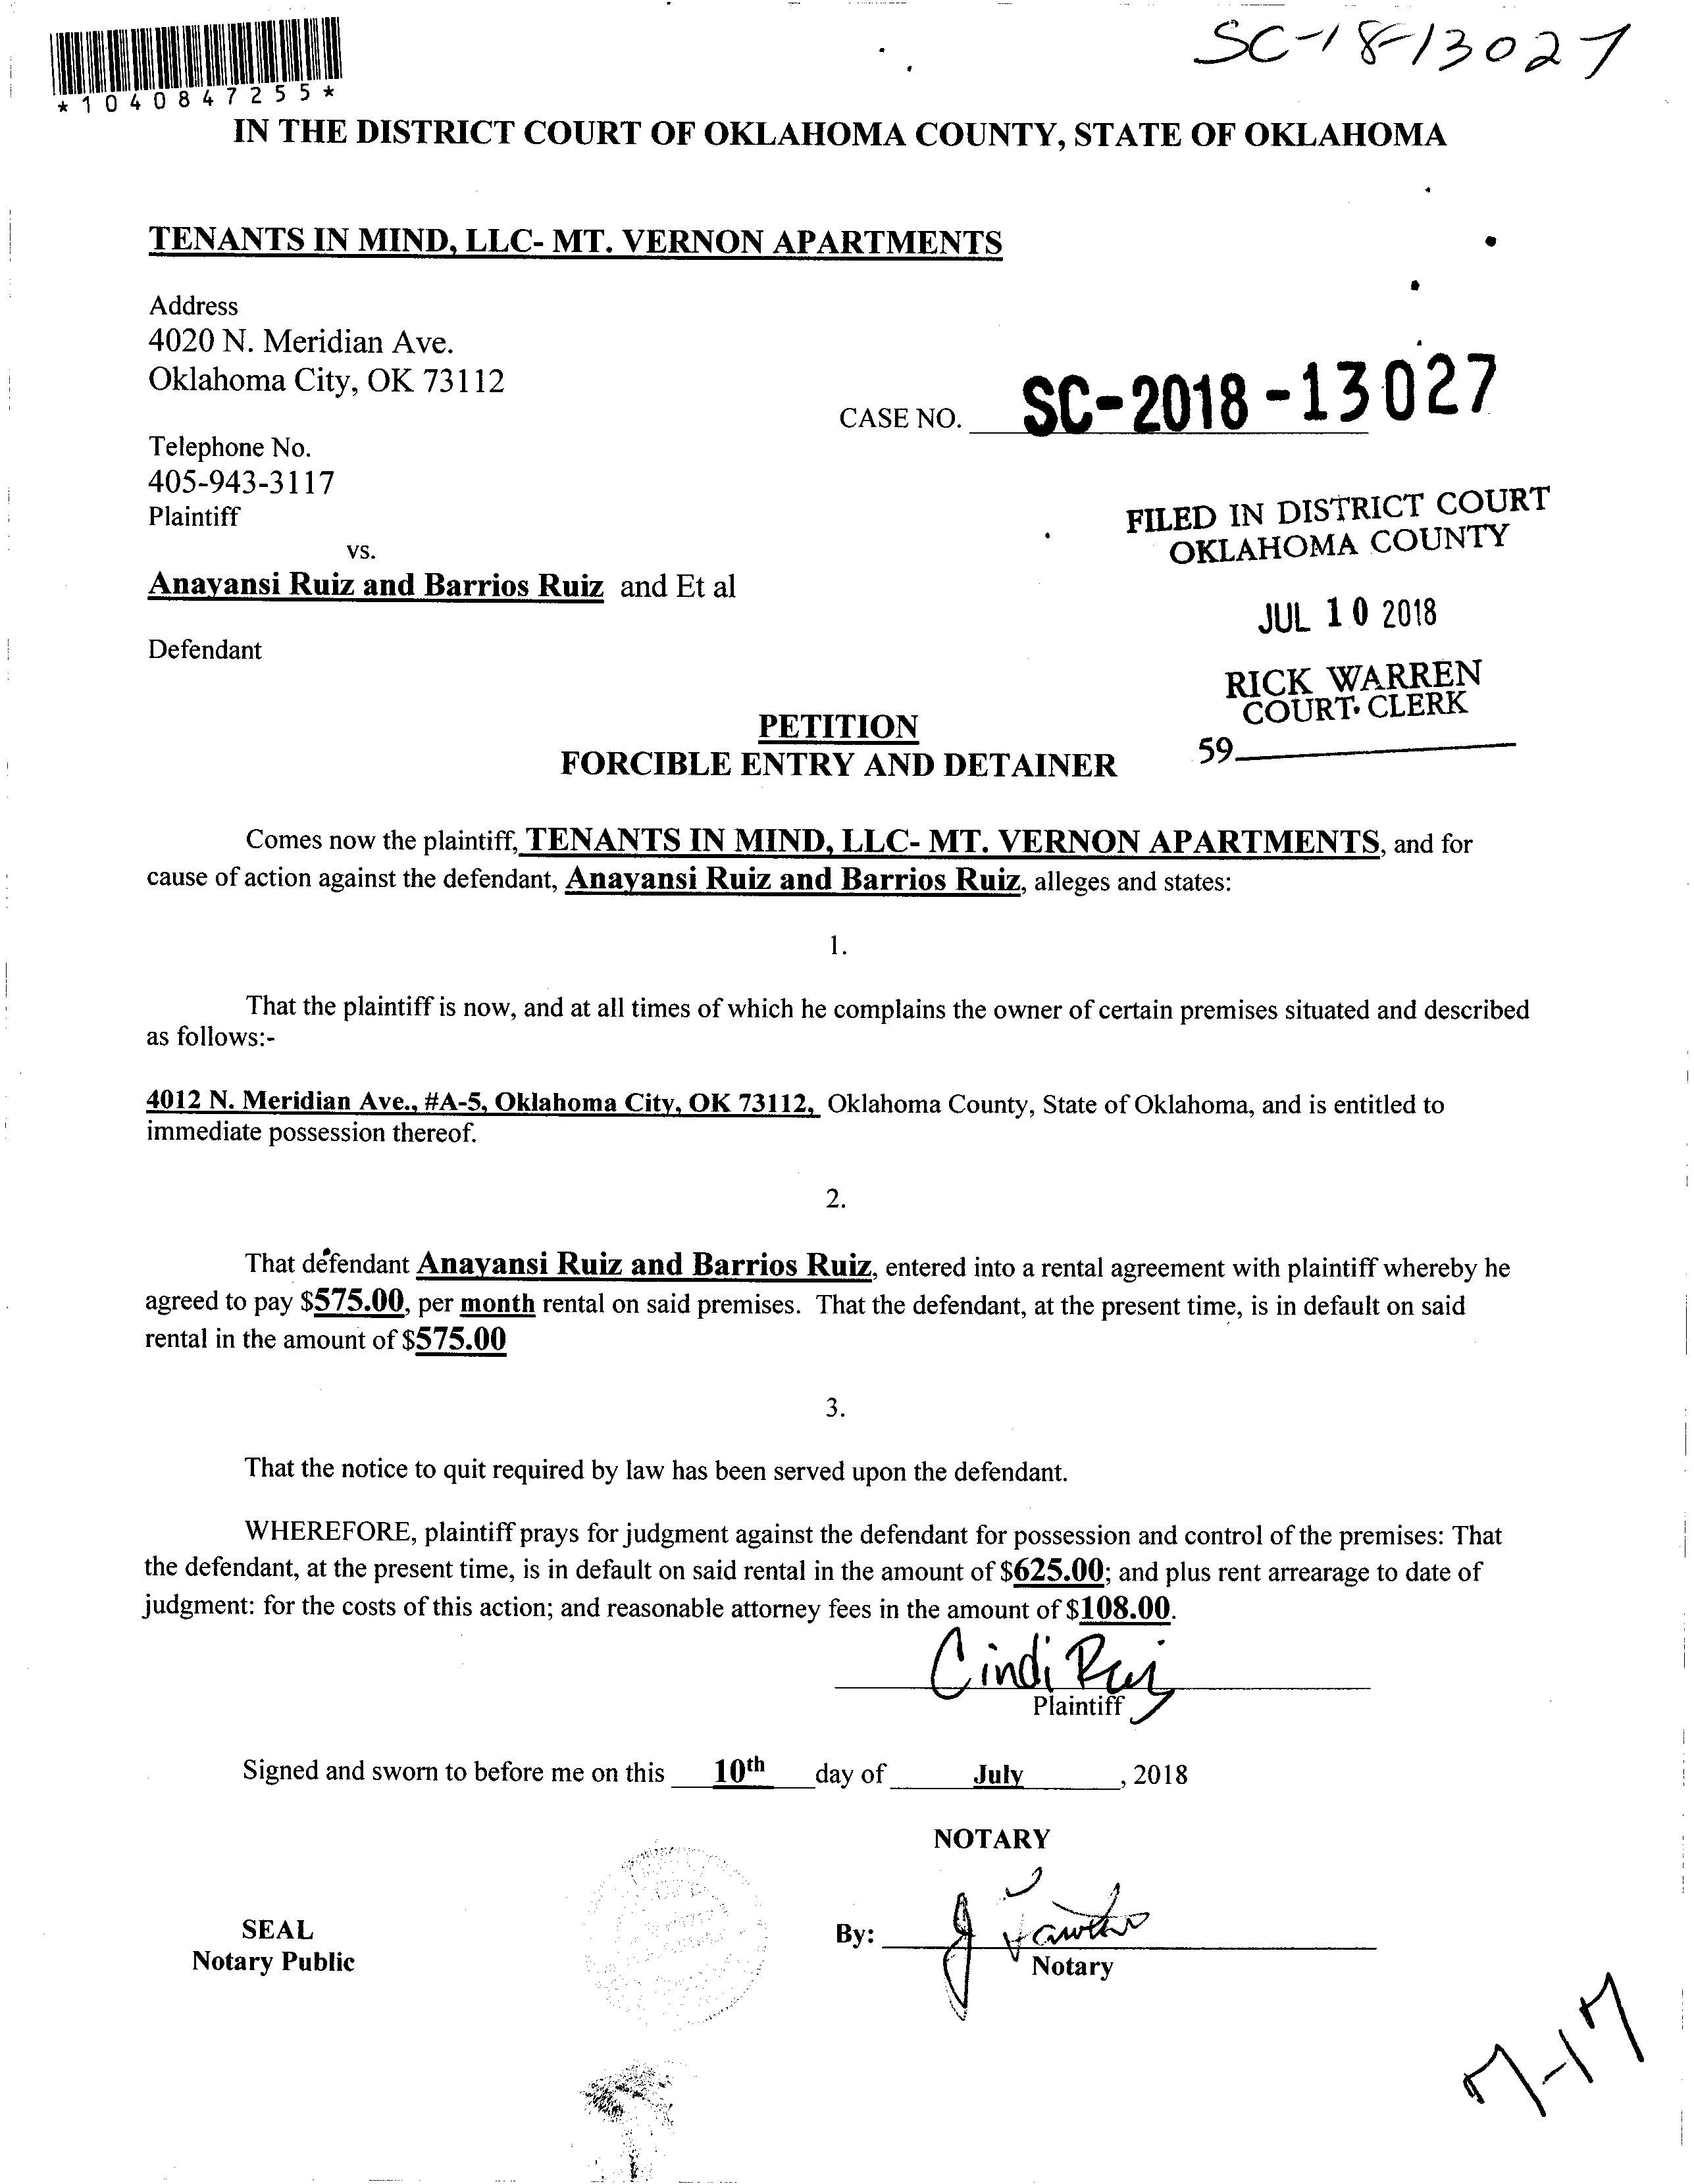 SC-18-13027
*1040847255*
IN THE DISTRICT COURT OF OKLAHOMA COUNTY, STATE OF OKLAHOMA
TENANTS IN MIND, LLC- MT. VERNON APARTMENTS
Address
4020 N. Meridian Ave.
Oklahoma City, OK 73112
CASE NO. SC-2018-13027
Telephone No.
405-943-3117
Plaintiff
FILED IN DISTRICT COURT
OKLAHOMA COUNTY
vs.
Anayansi Ruiz and Barrios Ruiz and Et al
JUL 10 2018
Defendant
RICK WARREN
COURT CLERK
59
PETITION
FORCIBLE ENTRY AND DETAINER
Comes now the plaintiff, TENANTS IN MIND, LLC- MT. VERNON APARTMENTS, and for
cause of action against the defendant, Anayansi Ruiz and Barrios Ruiz, alleges and states:
1.
That the plaintiff is now, and at all times of which he complains the owner of certain premises situated and described
as follows:-
4012 N. Meridian Ave., #A-5, Oklahoma City, OK 73112, Oklahoma County, State of Oklahoma, and is entitled to
immediate possession thereof.
2.
That defendant Anayansi Ruiz and Barrios Ruiz, entered into a rental agreement with plaintiff whereby he
agreed to pay $575.00, per month rental on said premises. That the defendant, at the present time, is in default on said
rental in the amount of $575.00
3.
That the notice to quit required by law has been served upon the defendant.
WHEREFORE, plaintiff prays for judgment against the defendant for possession and control of the premises: That
the defendant, at the present time, is in default on said rental in the amount of $625.00; and plus rent arrearage to date of
judgment: for the costs of this action; and reasonable attorney fees in the amount of $108.00.
Cindi
Plaintiff
Signed and sworn to before me on this 10th day of July, 2018
NOTARY
SEAL
Notary Public
By: J
Notary
7-17